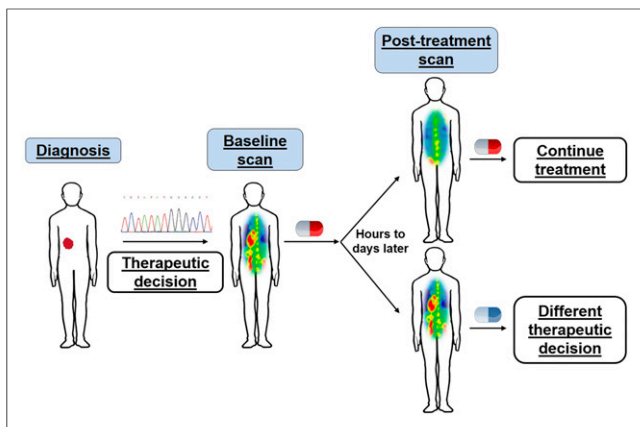 Post-treatment
scan
Diagnosis
Baseline
scan
Therapeutic
decision
Hours to
days later
Continue
treatment
Different
therapeutic
decision